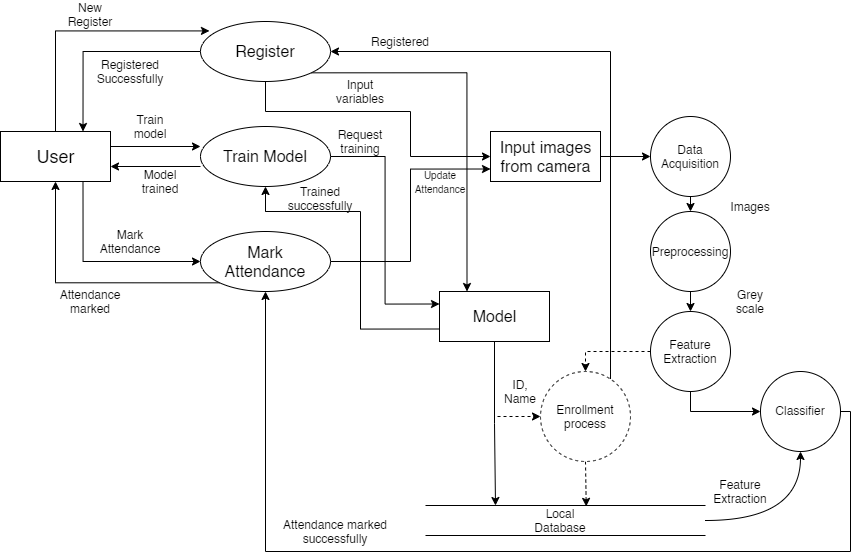 New
Register
Register
Registered
Registered
Successfully
Input
variables
Train
model
Request
training
User
Train Model
Input images
from camera
Data
Acquisition
Model
trained
Update
Attendance
Trained
successfully
Images
Mark
Attendance
Mark
Attendance
Preprocessing
Attendance
marked
Grey
scale
Model
Feature
Extraction
ID,
Name
Enrollment
process
Classifier
Feature
Extraction
Local
Database
Attendance marked
successfully